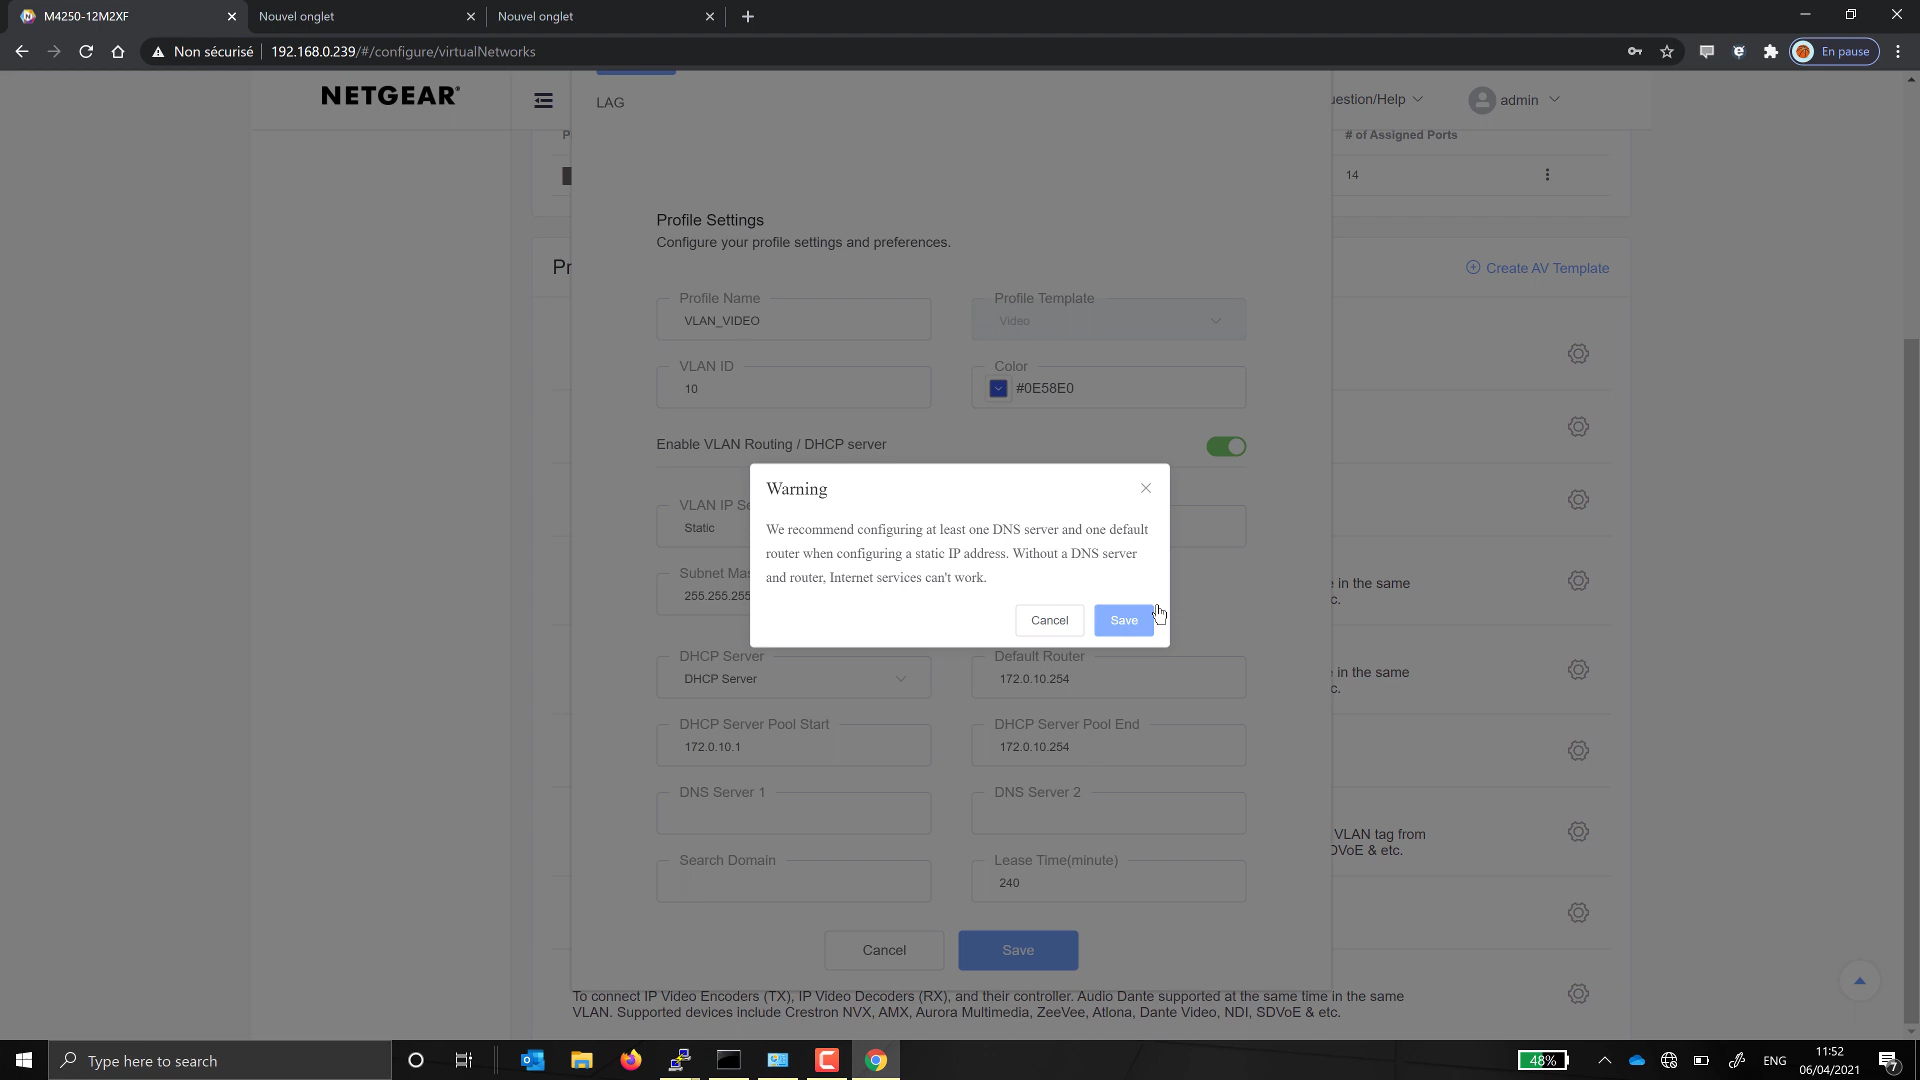 M4250-12M2XF
Nouvel onglet
Nouvel onglet
Non sécurisé
192.168.0.239/#/configure/virtualNetworks
En pause
NETGEAR
LAG
uestion/Help
admin
# of Assigned Ports
14
Profile Settings
Configure your profile settings and preferences.
Pr
Create AV Template
Profile Name
VLAN_VIDEO
Profile Template
Video
VLAN ID
10
Color
#0E58E0
Enable VLAN Routing / DHCP server
VLAN IP Se
Static
Subnet Mas
255.255.255
Warning
We recommend configuring at least one DNS server and one default
router when configuring a static IP address. Without a DNS server
and router, Internet services can't work.
Cancel
Save
e in the same
c.
DHCP Server
DHCP Server
Default Router
172.0.10.254
e in the same
c.
DHCP Server Pool Start
172.0.10.1
DHCP Server Pool End
172.0.10.254
DNS Server 1
DNS Server 2
VLAN tag from
DVoE & etc.
Search Domain
Lease Time(minute)
240
Cancel
Save
To connect IP Video Encoders (TX), IP Video Decoders (RX), and their controller. Audio Dante supported at the same time in the same
VLAN. Supported devices include Crestron NVX, AMX, Aurora Multimedia, ZeeVee, Atlona, Dante Video, NDI, SDVoE & etc.
Type here to search
48%
ENG
11:52
06/04/2021
7